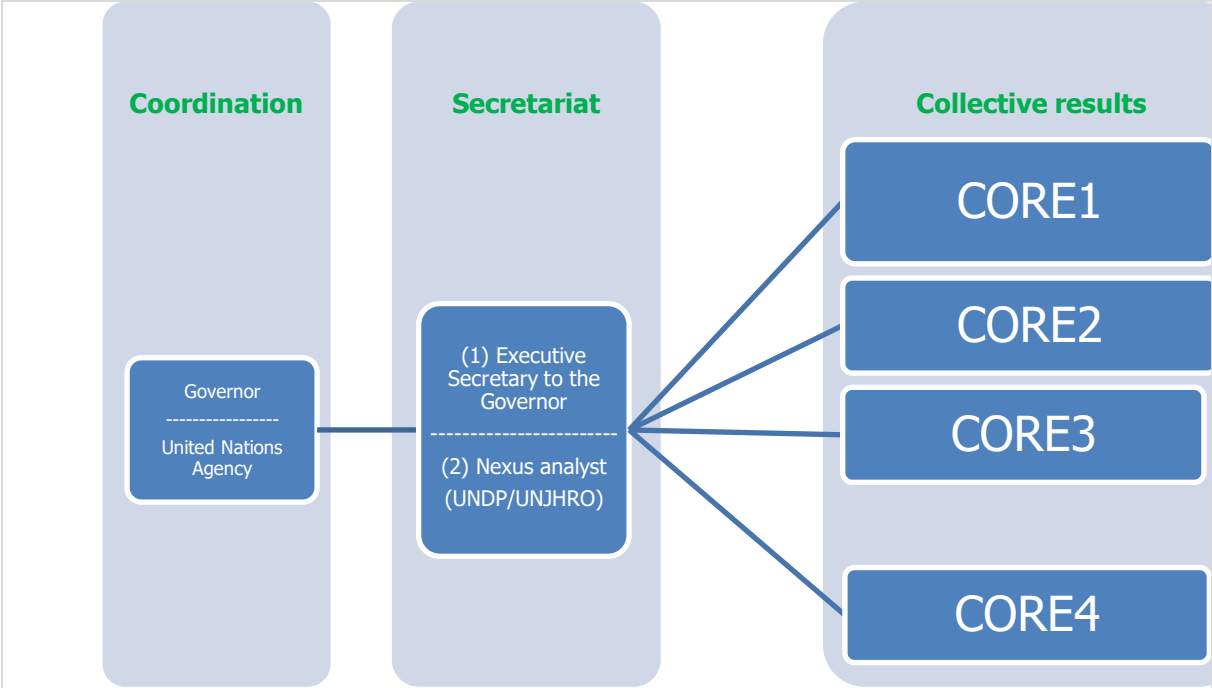 Coordination
Secretariat
Collective results
Governor
-----------------
United Nations
Agency
(1) Executive
Secretary to the
Governor
----------------------------
(2) Nexus analyst
(UNDP/UNJHRO)
CORE1
CORE2
CORE3
CORE4